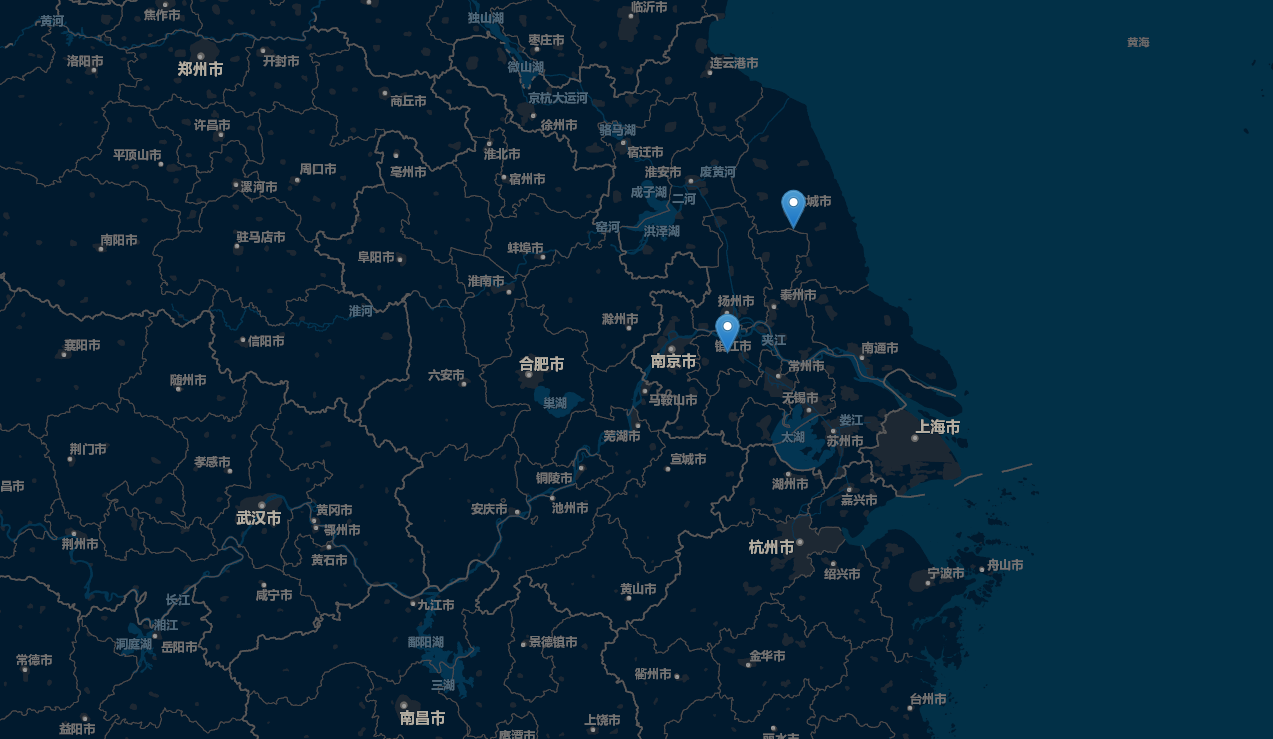 临沂市
焦作市
独山湖
黄河
枣庄市
黄海
洛阳市
郑州市
开封市
微山湖
连云港市
商丘市
京杭大运河
许昌市
徐州市
骆马湖
平顶山市
淮北市
宿迁市
周口市
亳州市
淮安市
废黄河
漯河市
宿州市
成子湖
二河
城市
窑河
洪泽湖
南阳市
驻马店市
蚌埠市
阜阳市
淮南市
泰州市
扬州市
淮河
滁州市
襄阳市
信阳市
镇江市
夹江
南通市
合肥市
南京市
常州市
随州市
六安市
巢湖
马鞍山市
无锡市
娄江
上海市
芜湖市
太湖
苏州市
荆门市
孝感市
宣城市
昌市
铜陵市
湖州市
嘉兴市
武汉市
黄冈市
安庆市
池州市
鄂州市
荆州市
杭州市
黄石市
绍兴市
宁波市
舟山市
咸宁市
黄山市
长江
九江市
湘江
洞庭湖
岳阳市
鄱阳湖
景德镇市
常德市
金华市
衢州市
三湖
台州市
益阳市
南昌市
上饶市
鹰潭市
丽水市